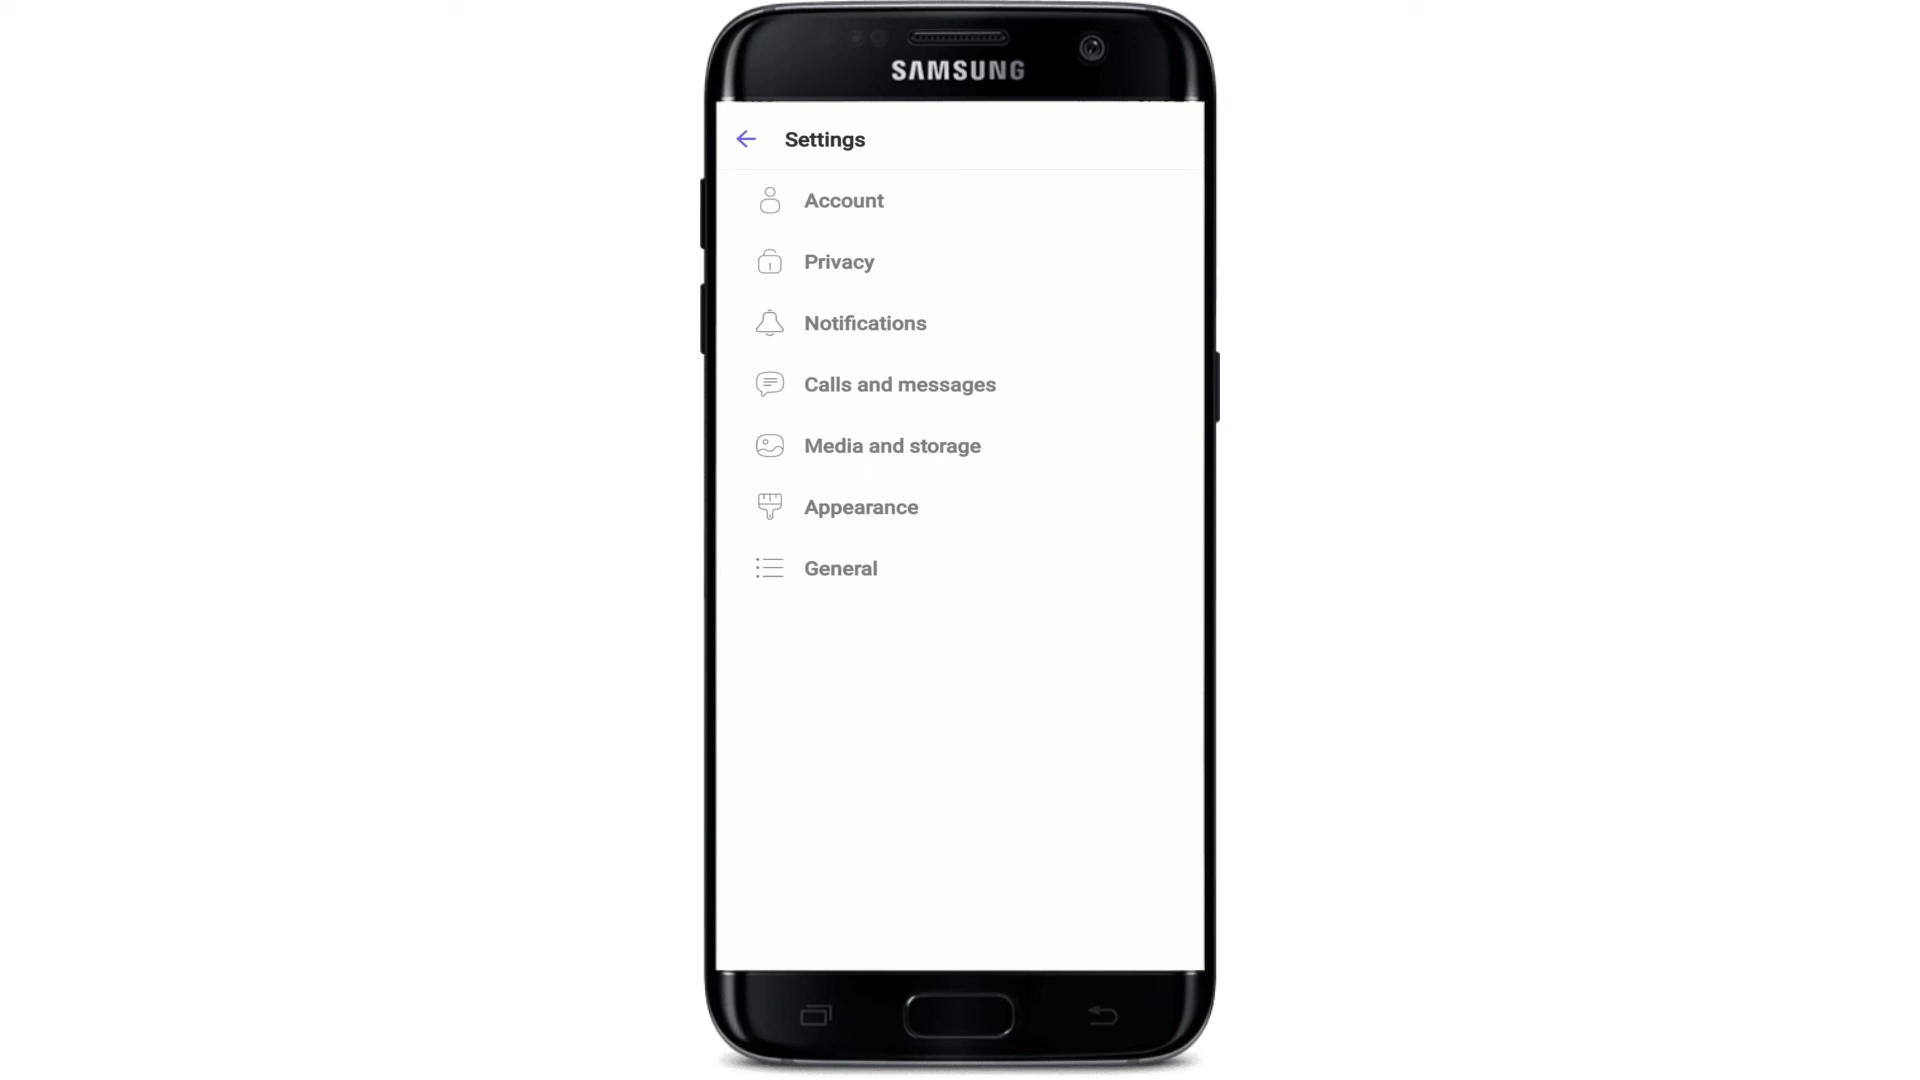 SAMSUNG
Settings
Account
Privacy
Notifications
Calls and messages
Media and storage
Appearance
General